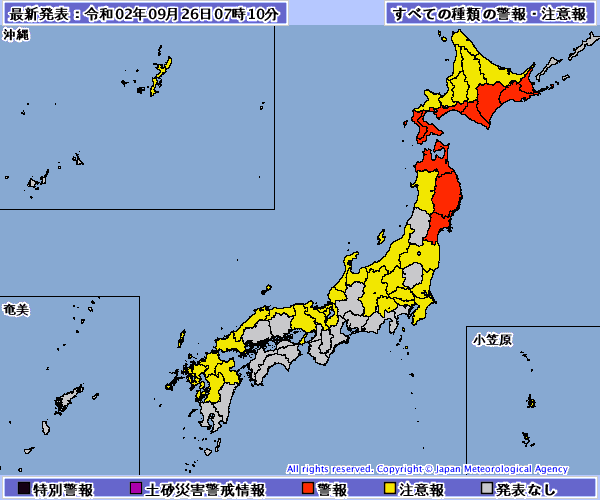 最新発表:令和02年09月26日07時10分
すべての種類の警報・注意報
沖縄
奄美
小笠原
All rights reserved. Copyright © Japan Meteorological Agency
特別警報 土砂災害警戒情報 警報 注意報 発表なし